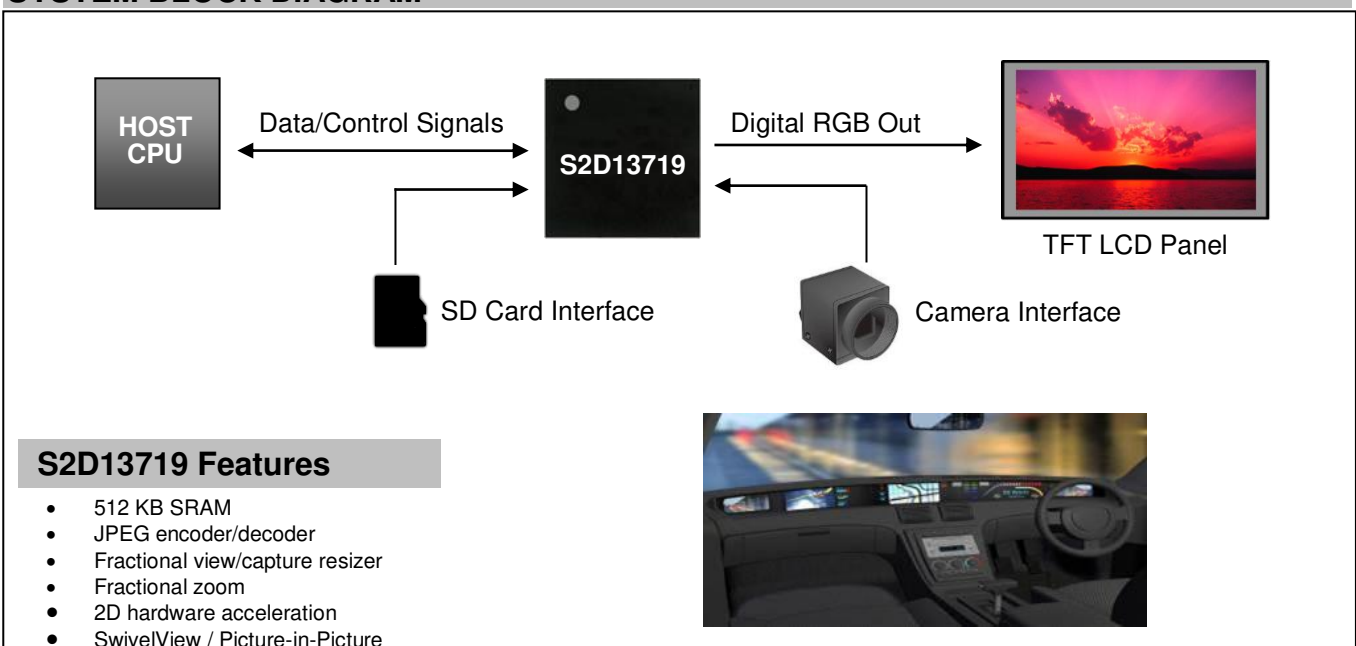 SYSTEM BLOCK DIAGRAM
HOST
CPU
Data/Control Signals
S2D13719
Digital RGB Out
TFT LCD Panel
SD Card Interface
Camera Interface
S2D13719 Features
• 512 KB SRAM
• JPEG encoder/decoder
• Fractional view/capture resizer
• Fractional zoom
• 2D hardware acceleration
• SwivelView / Picture-in-Picture